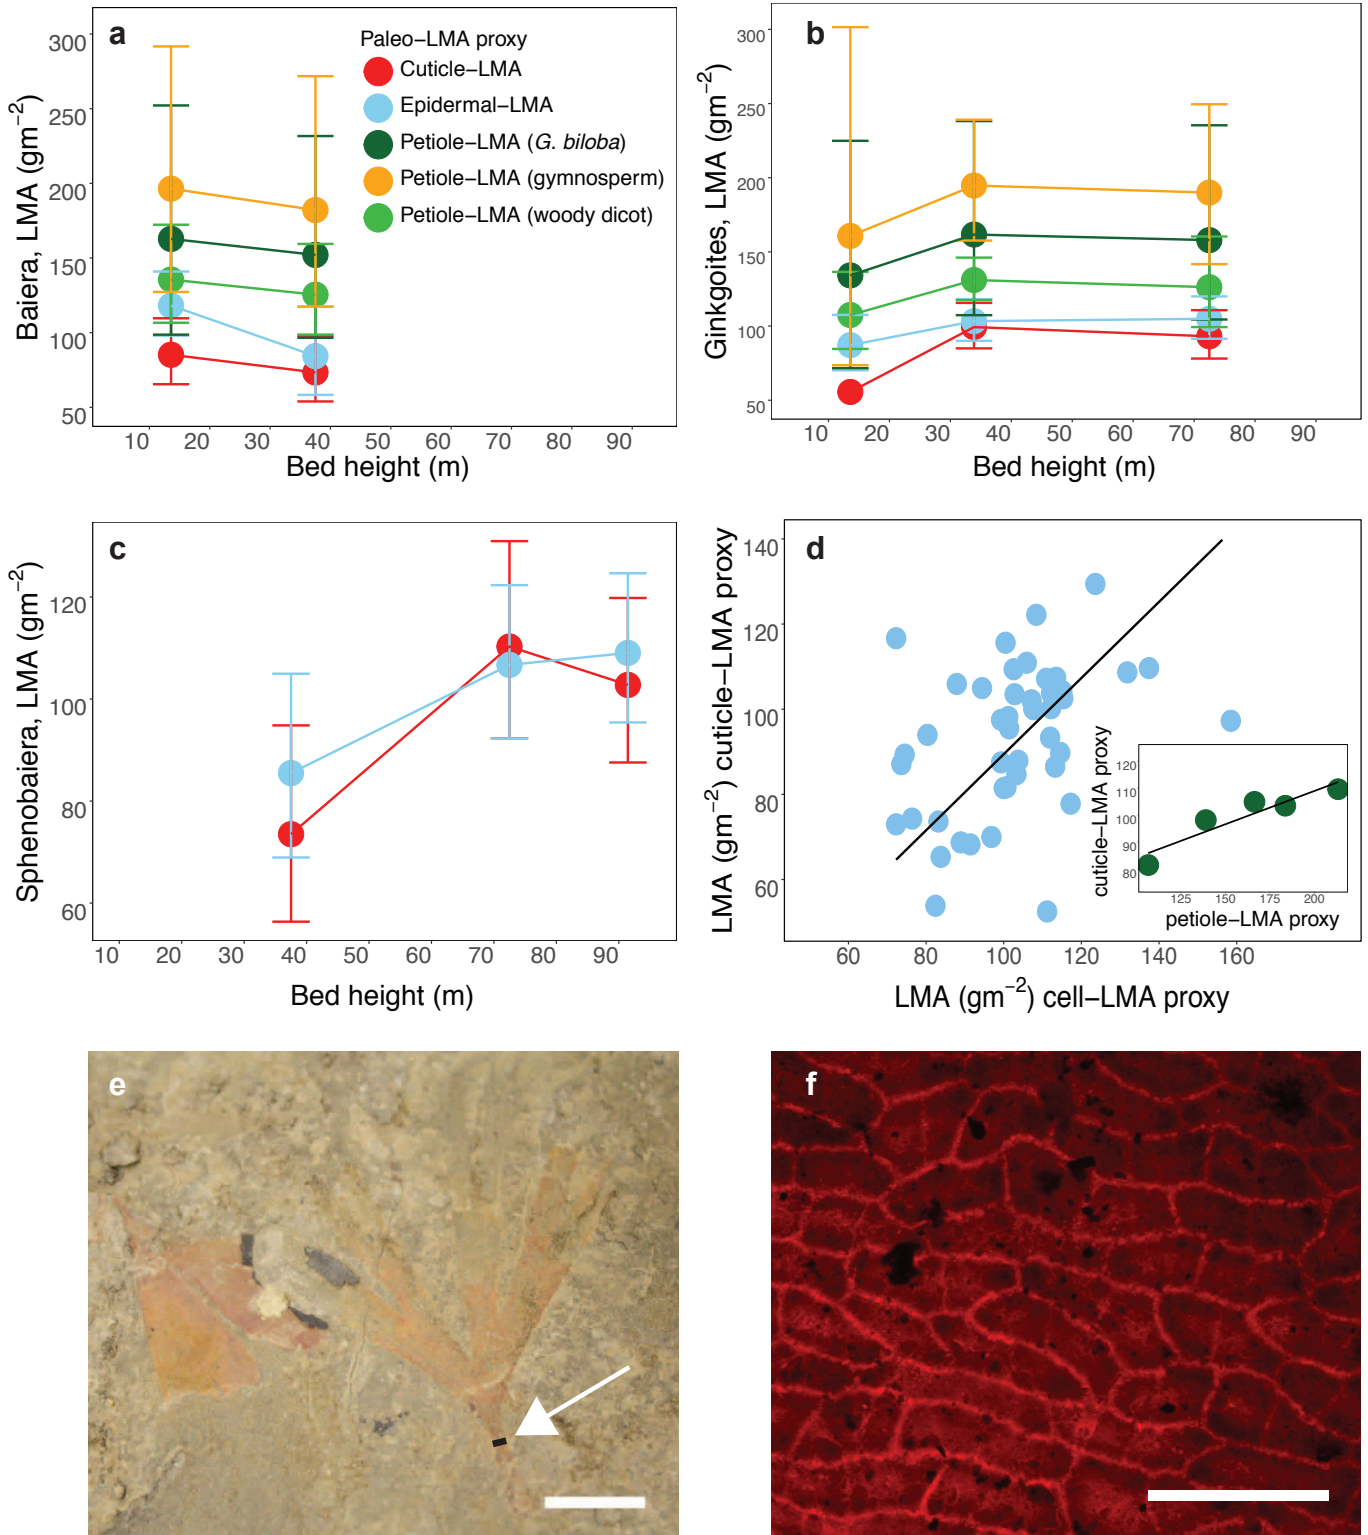 a
Baiera, LMA (gm−2)
300
250
200
150
100
50
Paleo−LMA proxy
Cuticle−LMA
Epidermal−LMA
Petiole−LMA (G. biloba)
Petiole−LMA (gymnosperm)
Petiole−LMA (woody dicot)
10 20 30 40 50 60 70 80 90
Bed height (m)
b
Ginkgoites, LMA (gm−2)
300
250
200
150
100
50
10 20 30 40 50 60 70 80 90
Bed height (m)
c
Sphenobaiera, LMA (gm−2)
120
100
80
60
10 20 30 40 50 60 70 80 90
Bed height (m)
d
LMA (gm−2) cuticle−LMA proxy
140
120
100
80
60
60 80 100 120 140 160
LMA (gm−2) cell−LMA proxy
cuticle−LMA proxy
120
110
100
90
80
125 150 175 200
petiole−LMA proxy
e
f